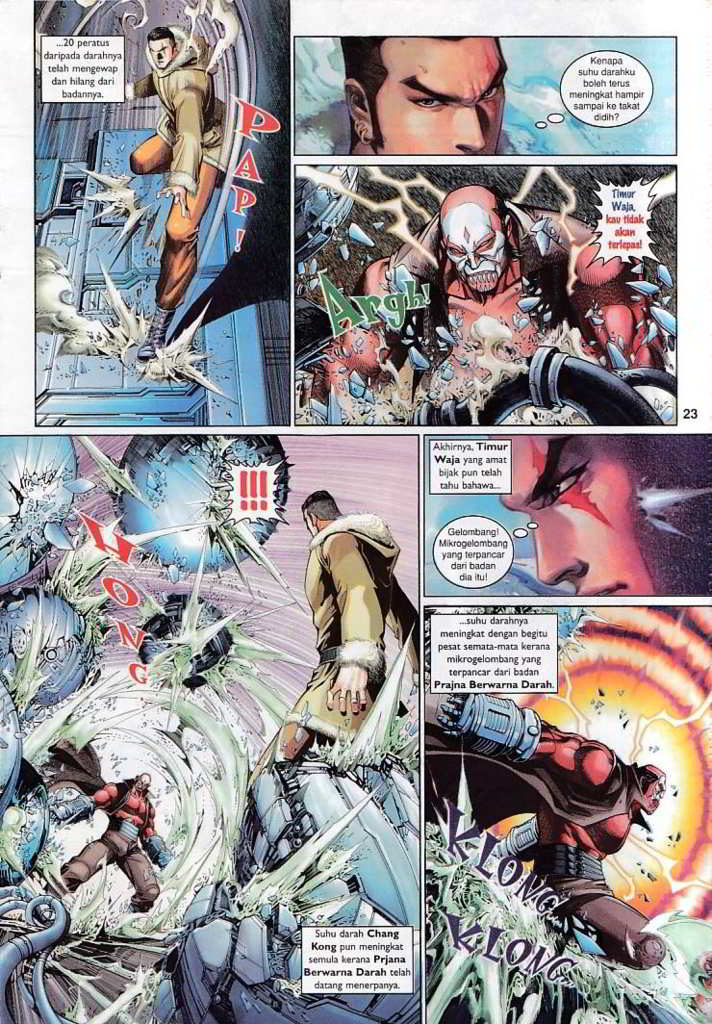 ...20 peratus
daripada darahnya
telah mengewap
dan hilang dari
badannya.
PAP!
Kenapa
suhu darahku
boleh terus
meningkat hampir
sampai ke takat
didih?
Timur
Waja,
kau tidak
akan
terlepas!
Argh!
23
!!!
HONG
Akhirnya, Timur
Waja yang amat
bijak pun telah
tahu bahawa...
Gelombang!
Mikrogelombang
yang terpancar
dari badan
dia itu!
...suhu darahnya
meningkat dengan begitu
pesat semata-mata kerana
mikrogelombang yang
terpancar dari badan
Prajna Berwarna Darah.
KLONG
KLONG
Suhu darah Chang
Kong pun meningkat
semula kerana Prjana
Berwarna Darah telah
datang menerpanya.